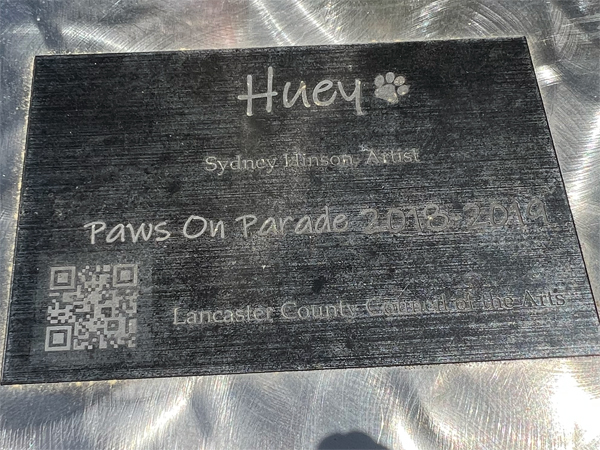 Huey
Sydney Hinson, Artist
Paws On Parade 2018-2019
Lancaster County Council of the Arts